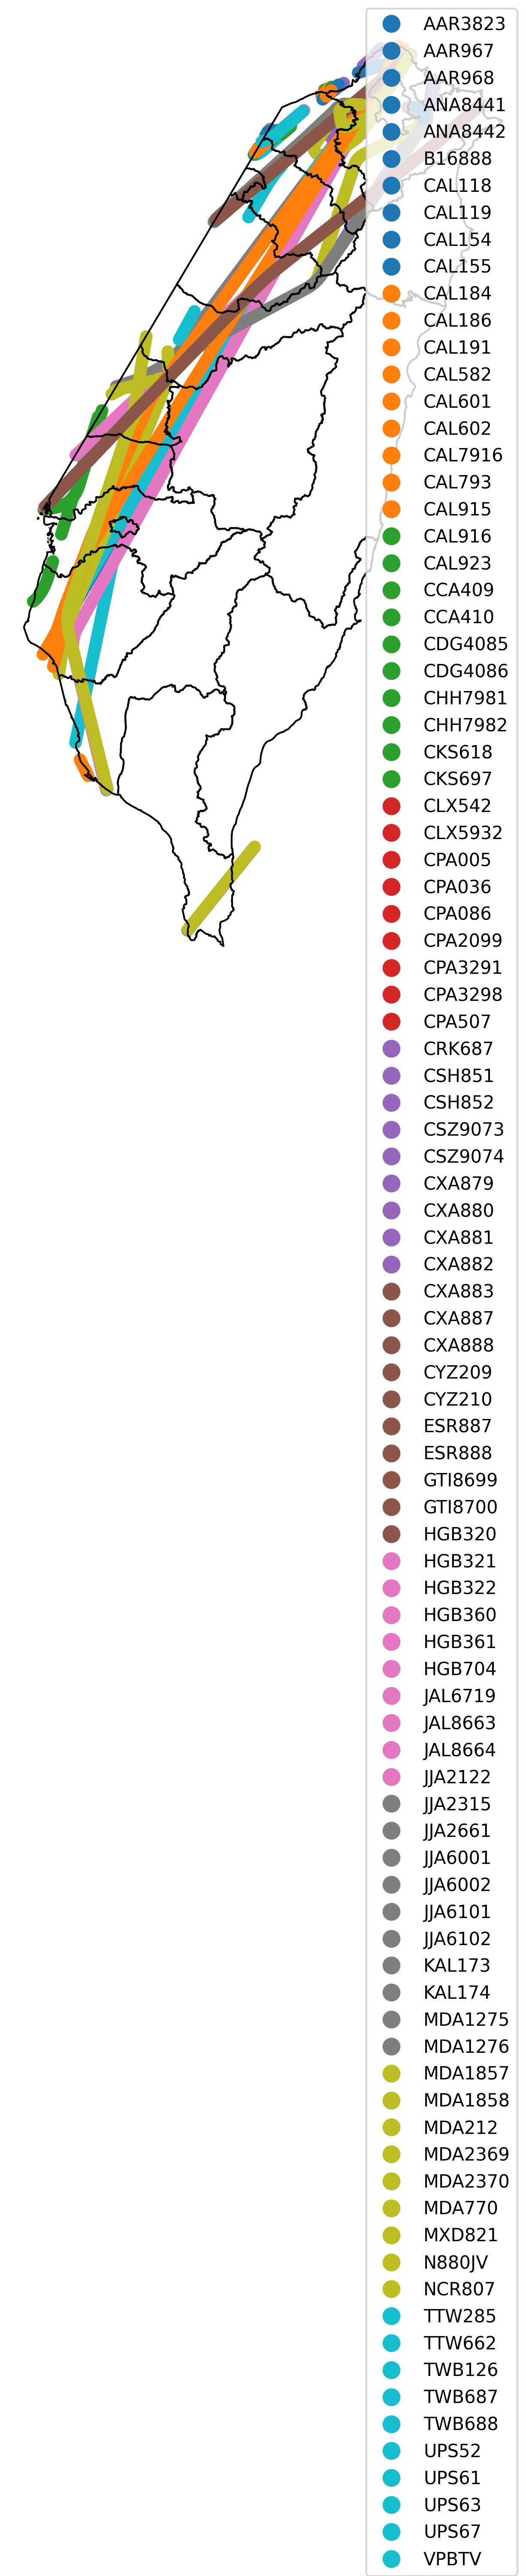 AAR3823
AAR967
AAR968
ANA8441
ANA8442
B16888
CAL118
CAL119
CAL154
CAL155
CAL184
CAL186
CAL191
CAL582
CAL601
CAL602
CAL7916
CAL793
CAL915
CAL916
CAL923
CCA409
CCA410
CDG4085
CDG4086
CHH7981
CHH7982
CKS618
CKS697
CLX542
CLX5932
CPA005
CPA036
CPA086
CPA2099
CPA3291
CPA3298
CPA507
CRK687
CSH851
CSH852
CSZ9073
CSZ9074
CXA879
CXA880
CXA881
CXA882
CXA883
CXA887
CXA888
CYZ209
CYZ210
ESR887
ESR888
GTI8699
GTI8700
HGB320
HGB321
HGB322
HGB360
HGB361
HGB704
JAL6719
JAL8663
JAL8664
JJA2122
JJA2315
JJA2661
JJA6001
JJA6002
JJA6101
JJA6102
KAL173
KAL174
MDA1275
MDA1276
MDA1857
MDA1858
MDA212
MDA2369
MDA2370
MDA770
MXD821
N880JV
NCR807
TTW285
TTW662
TWB126
TWB687
TWB688
UPS52
UPS61
UPS63
UPS67
VPBTV